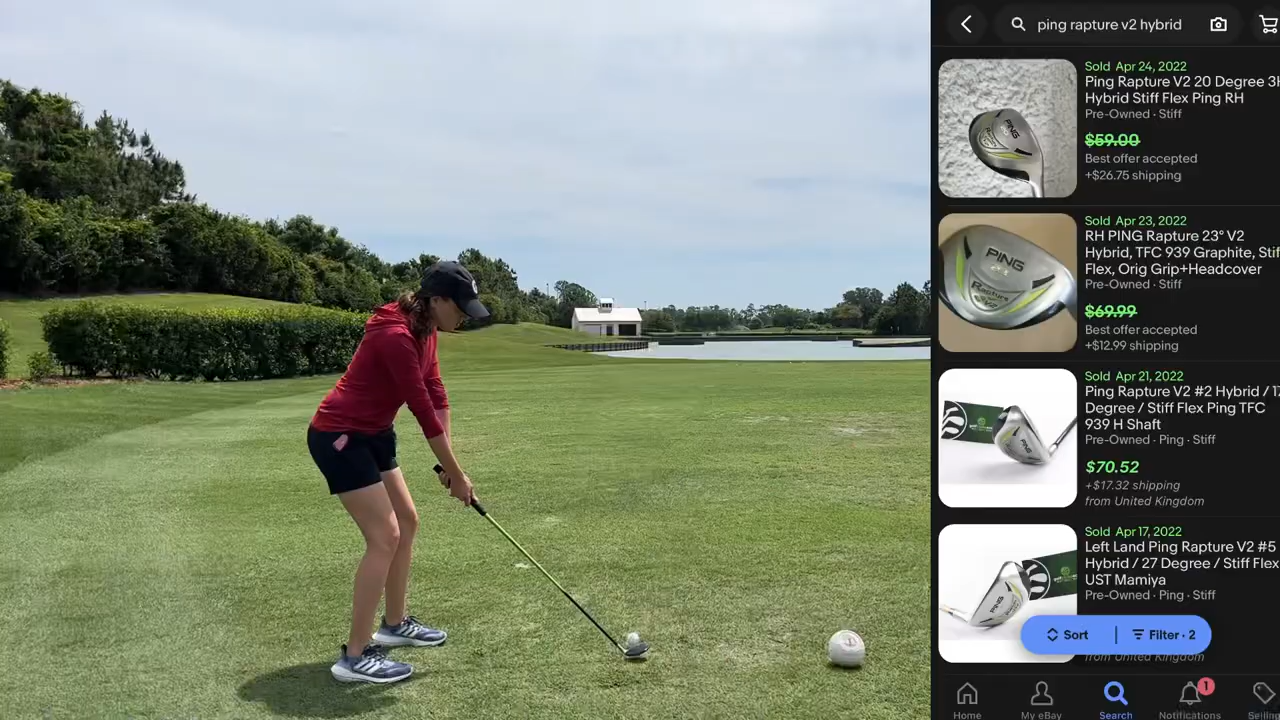 ping rapture v2 hybrid
Sold Apr 24, 2022
Ping Rapture V2 20 Degree 3H
Hybrid Stiff Flex Ping RH
Pre-Owned · Stiff
$59.00
Best offer accepted
+$26.75 shipping
Sold Apr 23, 2022
RH PING Rapture 23° V2
Hybrid, TFC 939 Graphite, Stiff
Flex, Orig Grip+Headcover
Pre-Owned · Stiff
$69.99
Best offer accepted
+$12.99 shipping
PING
Rapture
Sold Apr 21, 2022
Ping Rapture V2 #2 Hybrid / 17
Degree / Stiff Flex Ping TFC
939 H Shaft
Pre-Owned · Ping · Stiff
$70.52
+$17.32 shipping
from United Kingdom
PING
Sold Apr 17, 2022
Left Land Ping Rapture V2 #5
Hybrid / 27 Degree / Stiff Flex
UST Mamiya
Pre-Owned · Ping · Stiff
PING
Sort
Filter · 2
from United Kingdom
1
Home
My eBay
Search
Notifications
Selling